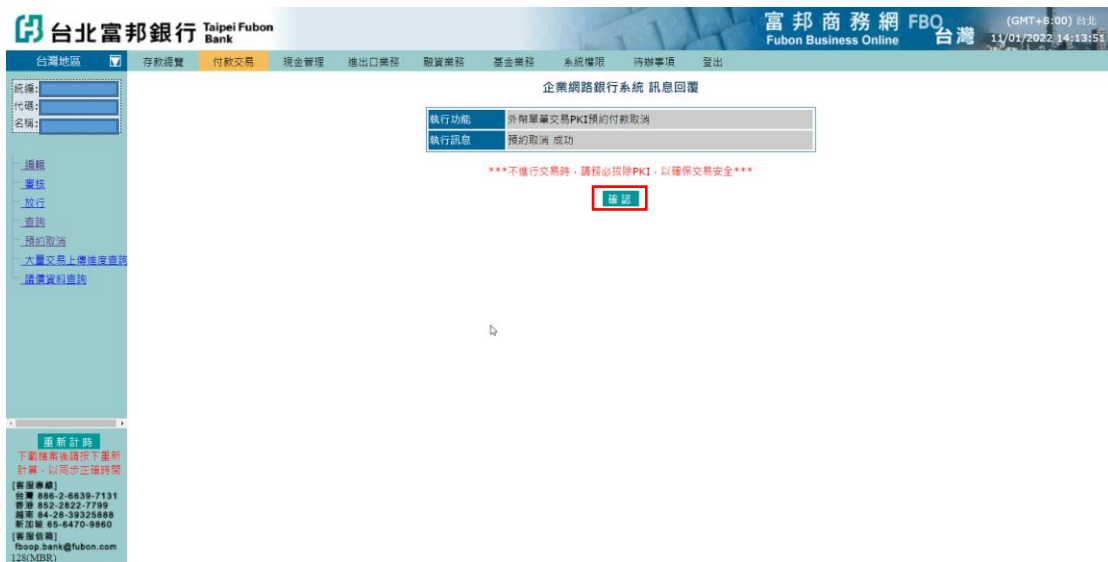 台北富邦銀行 Taipei Fubon Bank
富邦商務網 FBO台灣
Fubon Business Online
(GMT+8:00) 台北
11/01/2022 14:13:51
台灣地區
存款總覽 付款交易 現金管理 進出口業務 融資業務 基金業務 系統權限 待辦事項 登出
統編:
代碼:
名稱:
編輯
審核
放行
查詢
預約取消
大量交易上傳進度查詢
議價資料查詢
企業網路銀行系統 訊息回覆
執行功能 外幣單筆交易PKI預約付款取消
執行訊息 預約取消 成功
***不進行交易時，請務必拔除PKI，以確保交易安全***
確認
重新計時
下載檔案後請按下重新
計算，以同步正確時間
[客服專線]
台灣 886-2-6639-7131
香港 852-2822-7799
越南 84-28-39325888
新加坡 65-6470-9860
[客服信箱]
fboop.bank@fubon.com
128(MBR)